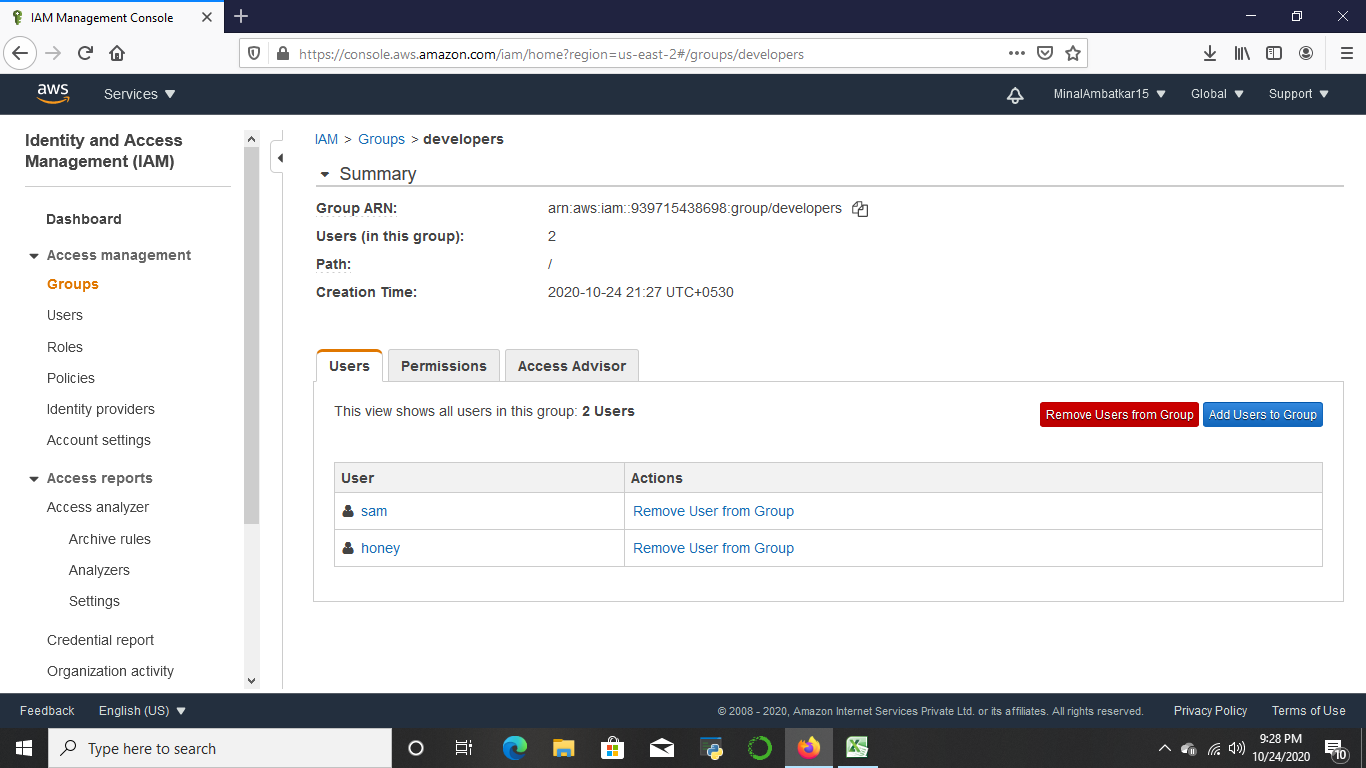 IAM Management Console
https://console.aws.amazon.com/iam/home?region=us-east-2#/groups/developers
aws Services MinalAmbatkar15 Global Support
Identity and Access
Management (IAM)
Dashboard
Access management
Groups
Users
Roles
Policies
Identity providers
Account settings
Access reports
Access analyzer
Archive rules
Analyzers
Settings
Credential report
Organization activity
IAM > Groups > developers
Summary
Group ARN: arn:aws:iam::939715438698:group/developers
Users (in this group): 2
Path: /
Creation Time: 2020-10-24 21:27 UTC+0530
Users Permissions Access Advisor
This view shows all users in this group: 2 Users
Remove Users from Group Add Users to Group
User Actions
sam Remove User from Group
honey Remove User from Group
Feedback English (US) © 2008 - 2020, Amazon Internet Services Private Ltd. or its affiliates. All rights reserved. Privacy Policy Terms of Use
Type here to search
9:28 PM
10/24/2020
10